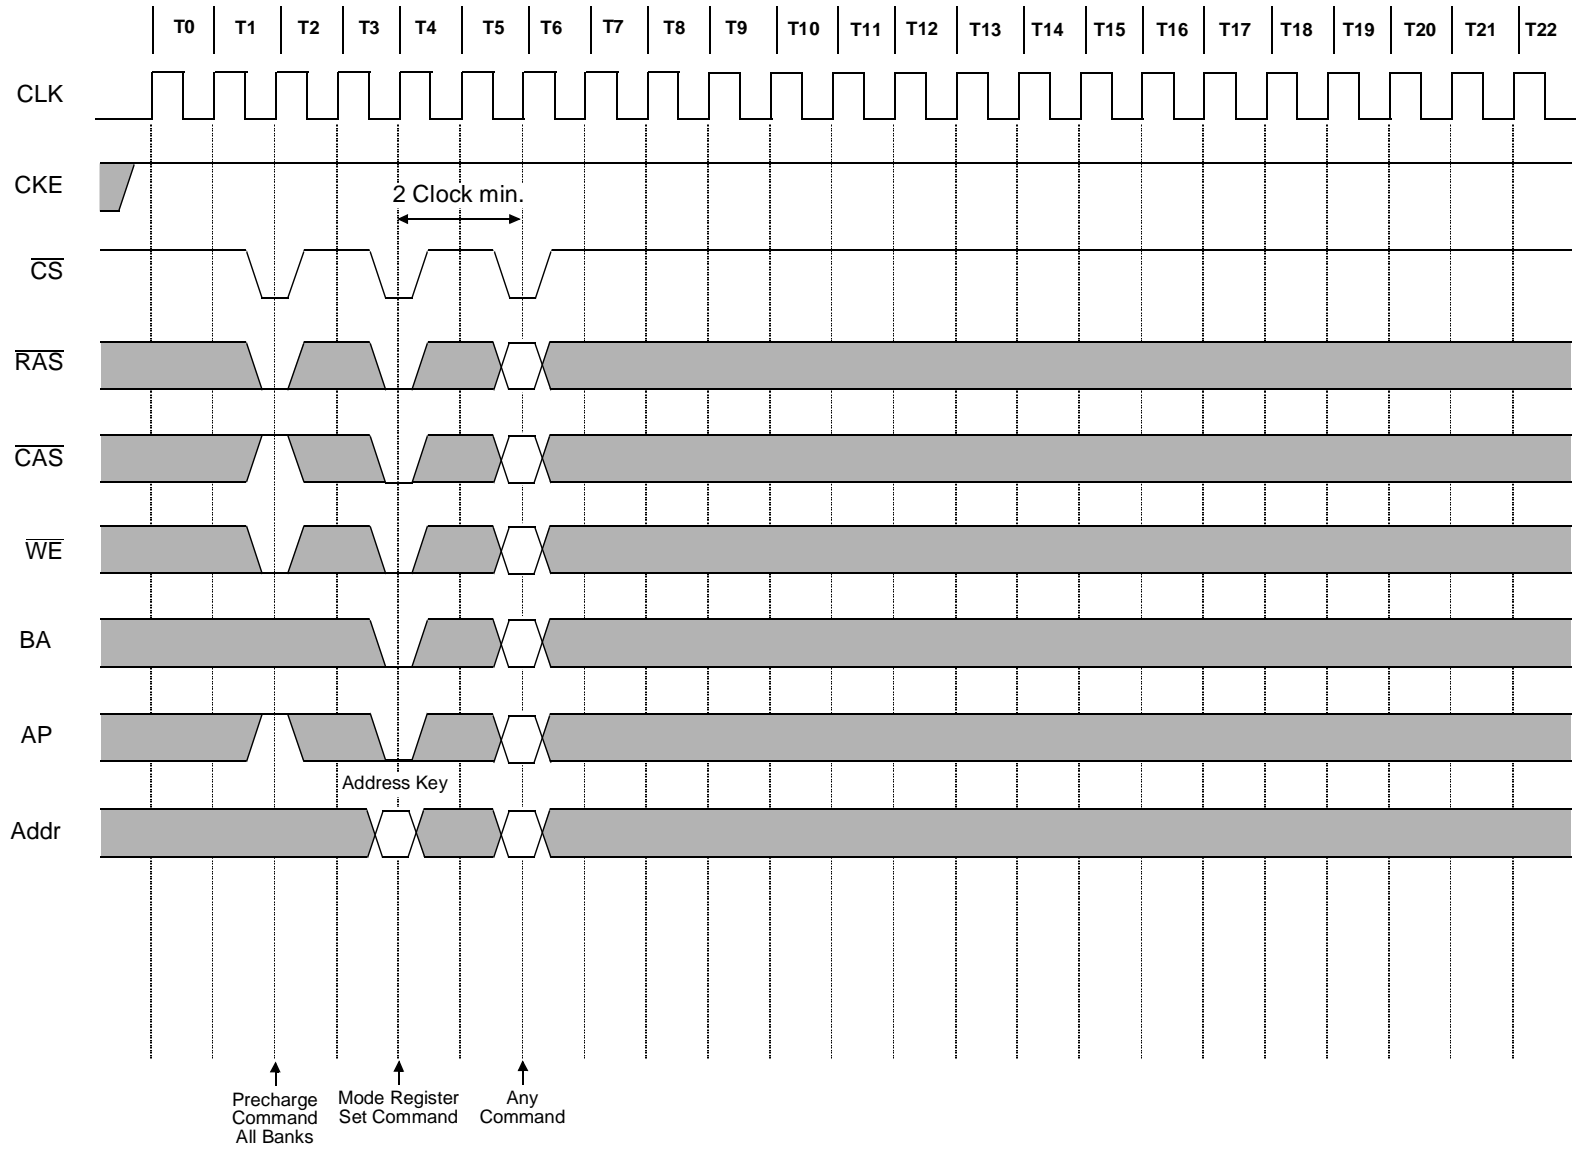 T0 T1 T2 T3 T4 T5 T6 T7 T8 T9 T10 T11 T12 T13 T14 T15 T16 T17 T18 T19 T20 T21 T22
CLK
CKE
2 Clock min.
CS
RAS
CAS
WE
BA
AP
Address Key
Addr
Precharge
Command
All Banks
Mode Register
Set Command
Any
Command